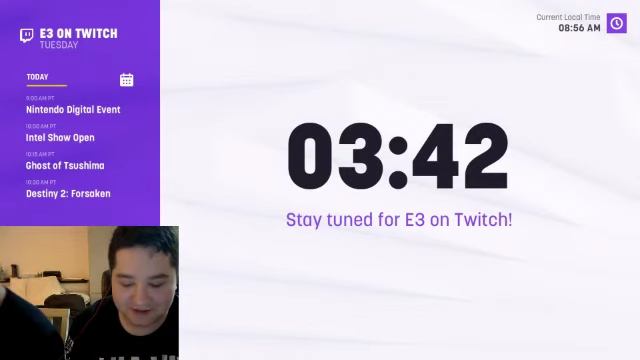 E3 ON TWITCH
TUESDAY
TODAY
9:00 AM PT
Nintendo Digital Event
10:00 AM PT
Intel Show Open
10:15 AM PT
Ghost of Tsushima
10:30 AM PT
Destiny 2: Forsaken
Current Local Time
08:56 AM
03:42
Stay tuned for E3 on Twitch!